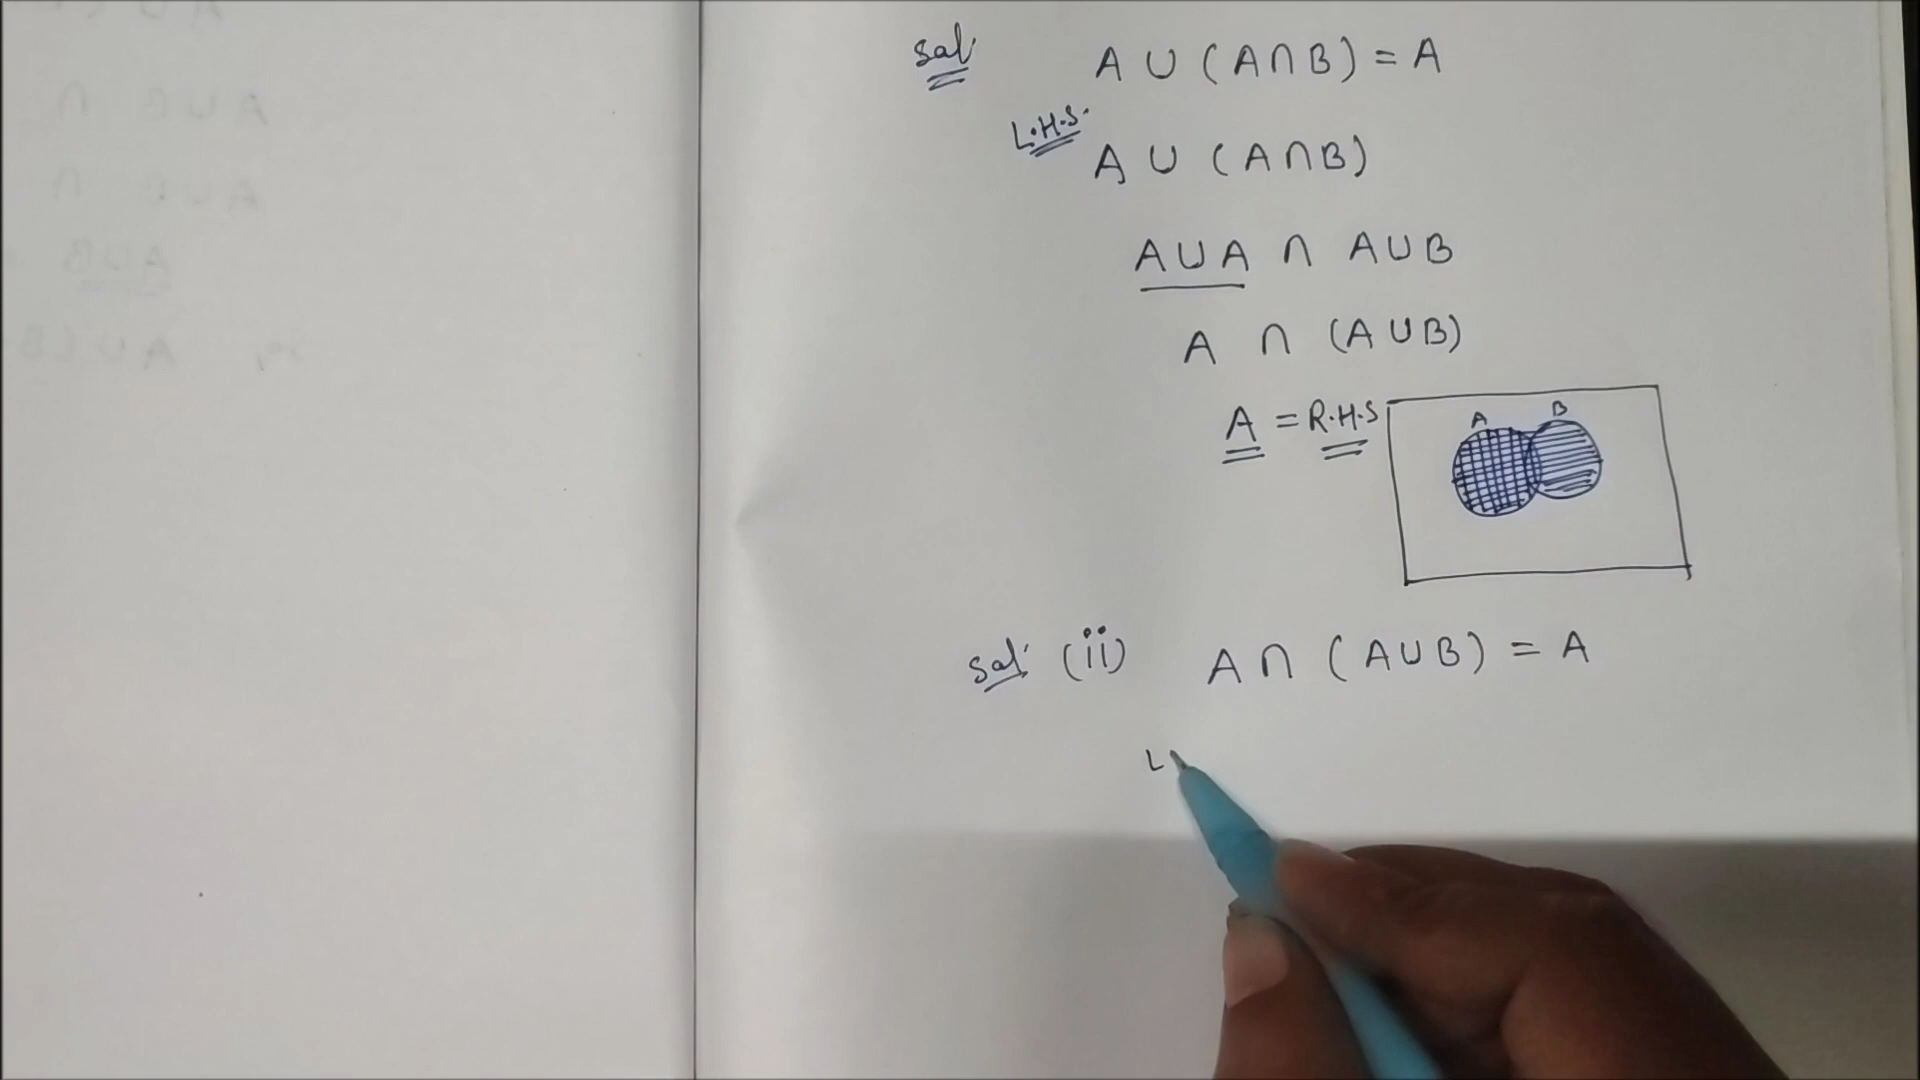 Sol.
A ∪ (A∩B) = A
L.H.S.
A ∪ (A∩B)
A∪A ∩ A∪B
A ∩ (A∪B)
A = R.H.S
A B
Sol. (ii) A∩ (A∪B) = A
L